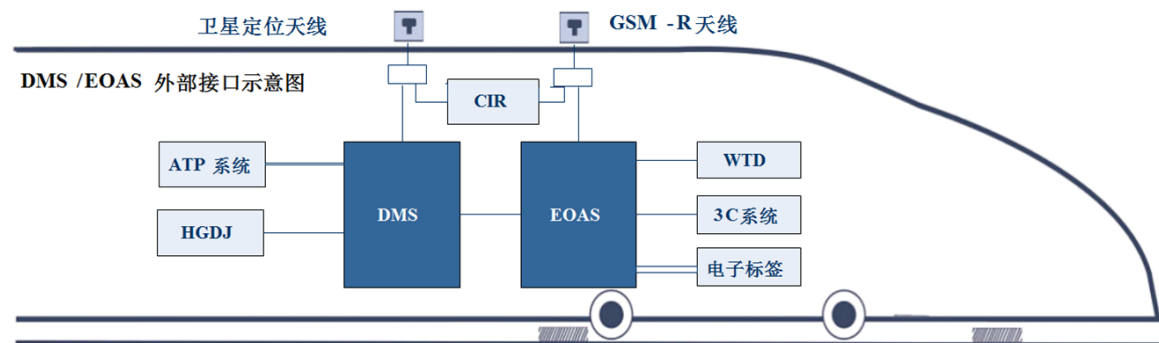 卫星定位天线
GSM -R天线
DMS /EOAS 外部接口示意图
CIR
ATP 系统
WTD
DMS
EOAS
3C系统
HGDJ
电子标签